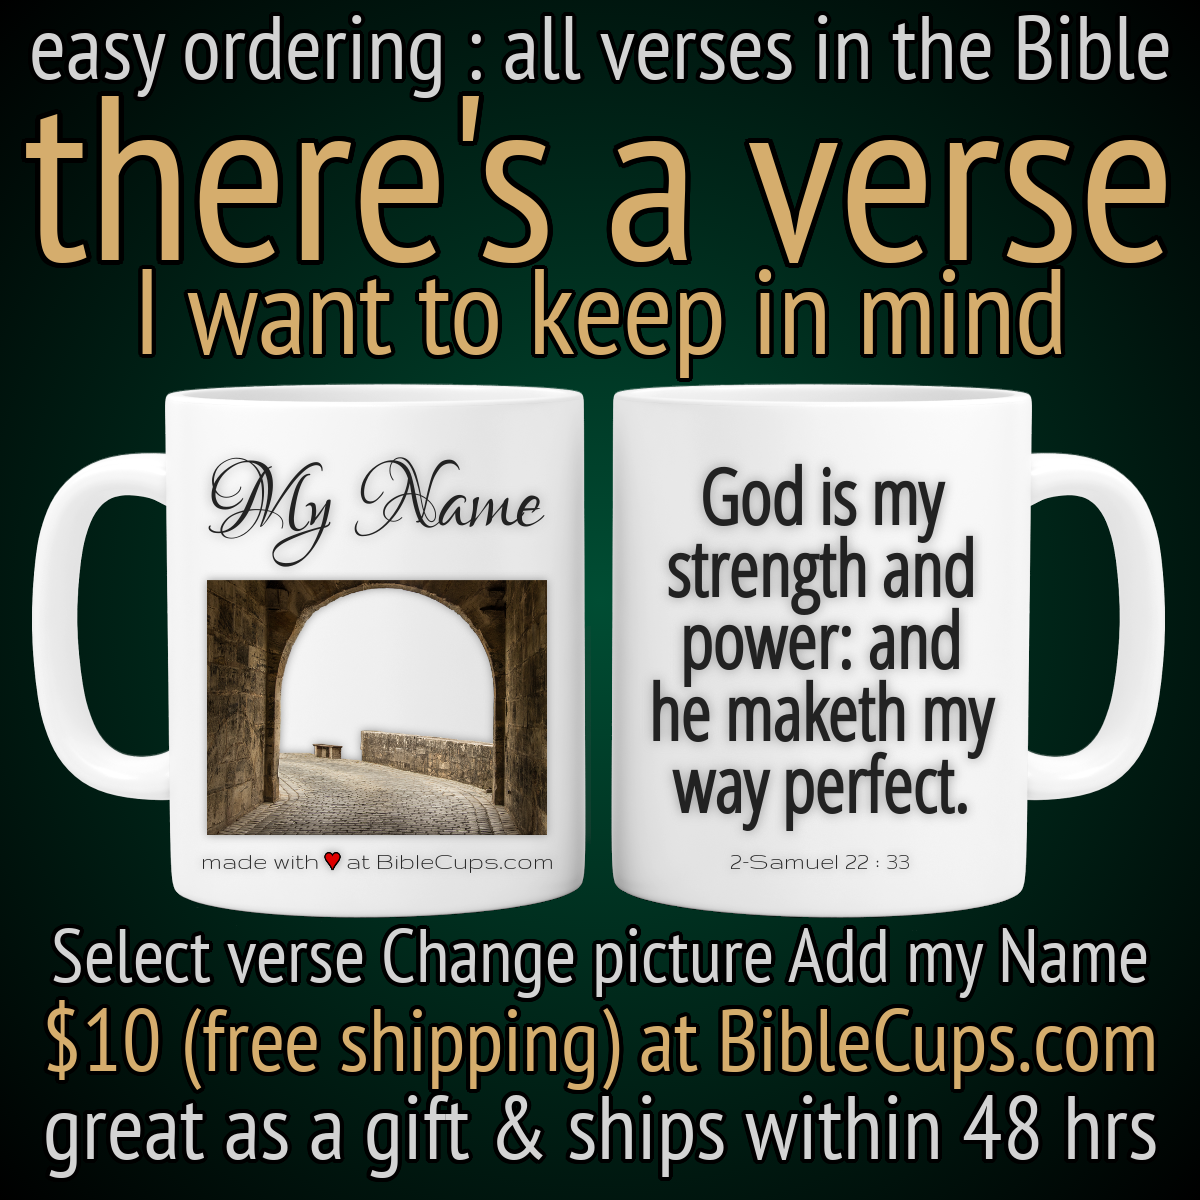 easy ordering : all verses in the Bible
there's a verse
I want to keep in mind
My Name
made with ♥ at BibleCups.com
God is my
strength and
power: and
he maketh my
way perfect.
2-Samuel 22 : 33
Select verse Change picture Add my Name
$10 (free shipping) at BibleCups.com
great as a gift & ships within 48 hrs